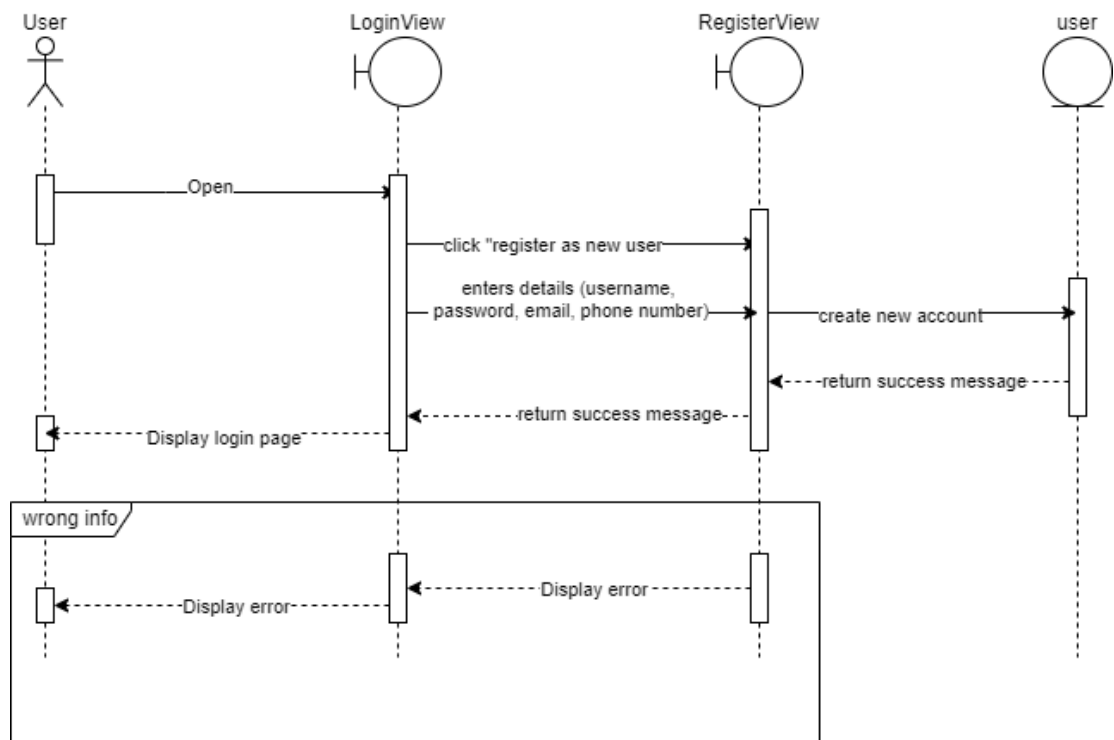 User
LoginView
RegisterView
user
Open
click "register as new user
enters details (username,
password, email, phone number)
create new account
return success message
return success message
Display login page
wrong info
Display error
Display error